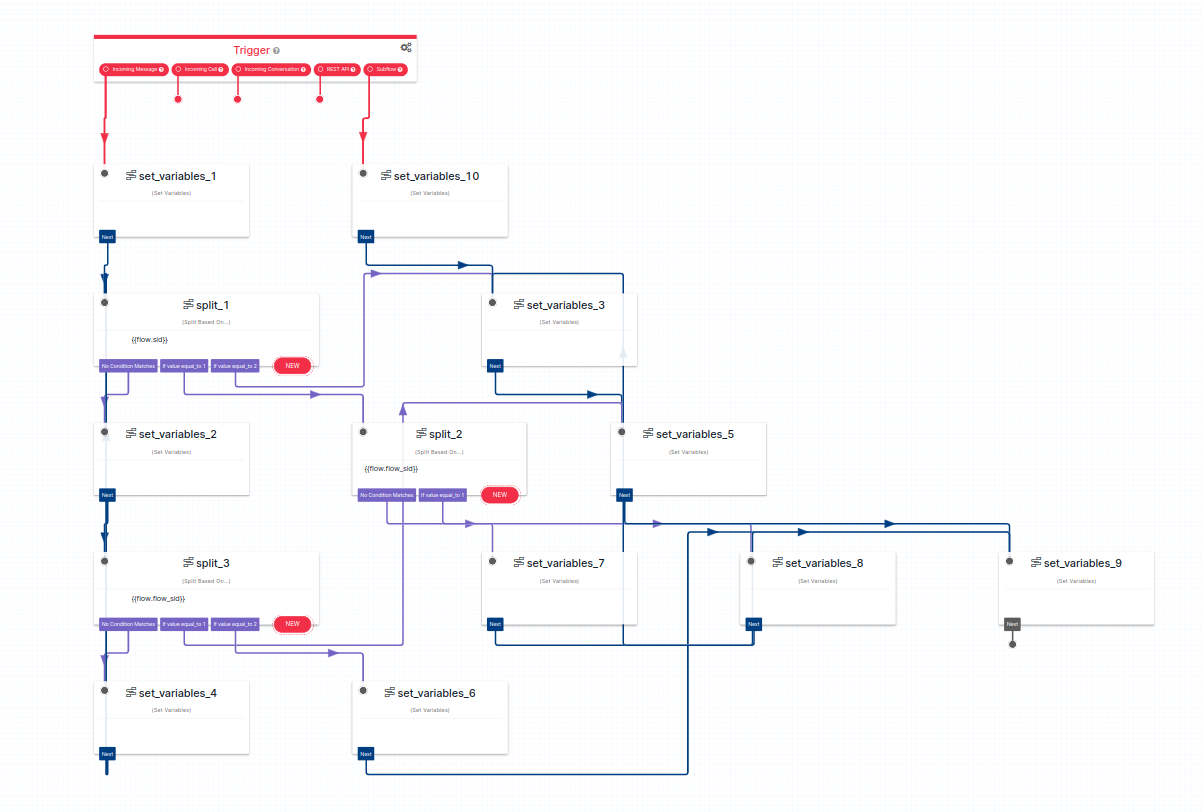 Trigger
Incoming Message Incoming Call Incoming Conversation REST API Subflow
set_variables_1
(Set Variables)
Next
set_variables_10
(Set Variables)
Next
split_1
(Split Based On...)
{{flow.sid}}
No Condition Matches If value equal_to 1 If value equal_to 2 NEW
set_variables_3
(Set Variables)
Next
set_variables_2
(Set Variables)
Next
split_2
(Split Based On...)
{{flow.flow_sid}}
No Condition Matches If value equal_to 1 NEW
set_variables_5
(Set Variables)
Next
split_3
(Split Based On...)
{{flow.flow_sid}}
No Condition Matches If value equal_to 1 If value equal_to 2 NEW
set_variables_7
(Set Variables)
Next
set_variables_8
(Set Variables)
Next
set_variables_9
(Set Variables)
Next
set_variables_4
(Set Variables)
Next
set_variables_6
(Set Variables)
Next